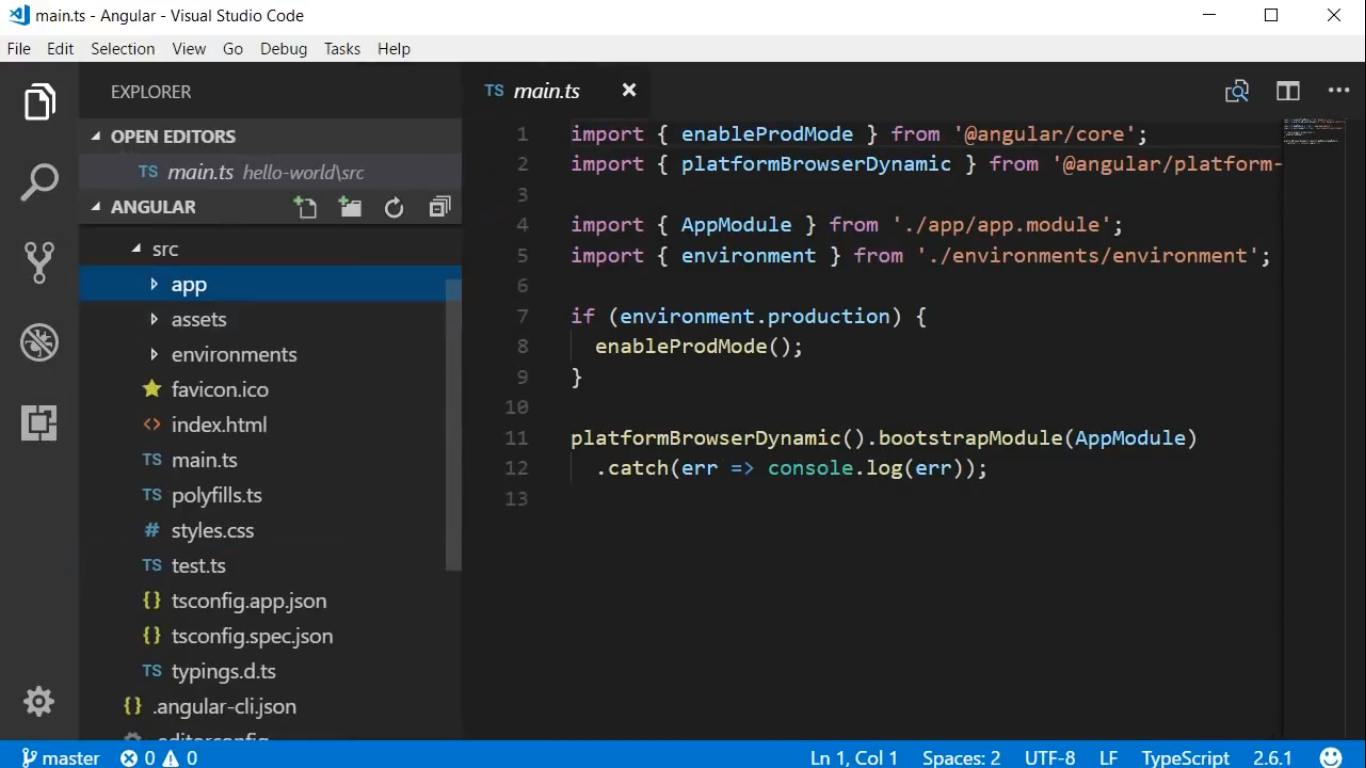 main.ts - Angular - Visual Studio Code
File Edit Selection View Go Debug Tasks Help
EXPLORER
OPEN EDITORS
TS main.ts hello-world\src
ANGULAR
src
app
assets
environments
favicon.ico
<> index.html
TS main.ts
TS polyfills.ts
# styles.css
TS test.ts
{} tsconfig.app.json
{} tsconfig.spec.json
TS typings.d.ts
{} .angular-cli.json
.editorconfig
TS main.ts
1 import { enableProdMode } from '@angular/core';
2 import { platformBrowserDynamic } from '@angular/platform-
3
4 import { AppModule } from './app/app.module';
5 import { environment } from './environments/environment';
6
7 if (environment.production) {
8 enableProdMode();
9 }
10
11 platformBrowserDynamic().bootstrapModule(AppModule)
12 .catch(err => console.log(err));
13
master 0 0 Ln 1, Col 1 Spaces: 2 UTF-8 LF TypeScript 2.6.1